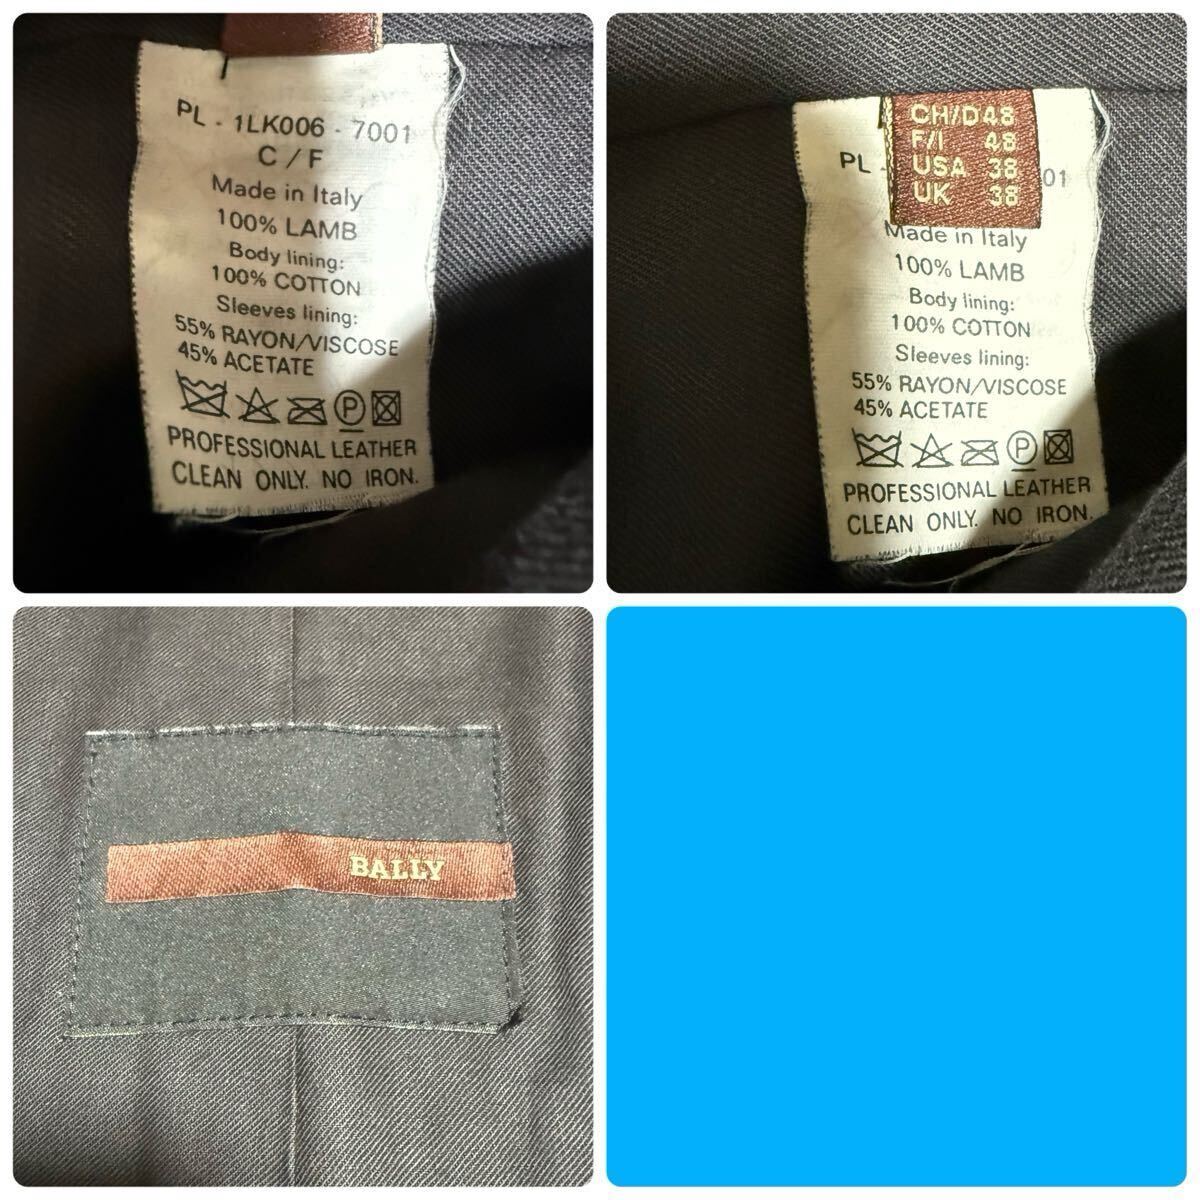 PL - 1LK006 - 7001
C / F
Made in Italy
100% LAMB
Body lining:
100% COTTON
Sleeves lining:
55% RAYON/VISCOSE
45% ACETATE
P
PROFESSIONAL LEATHER
CLEAN ONLY. NO IRON.
CH/D48
F/I 48
USA 38
UK 38
PL - 01
Made in Italy
100% LAMB
Body lining:
100% COTTON
Sleeves lining:
55% RAYON/VISCOSE
45% ACETATE
P
PROFESSIONAL LEATHER
CLEAN ONLY. NO IRON.
BALLY